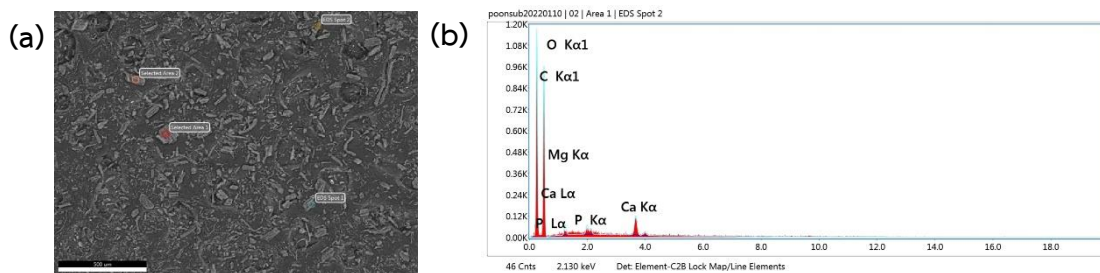 (a)
EDS Spot 2
Selected Area 2
Selected Area 1
EDS Spot 1
500 μm
(b)
poonsub20220110 | 02 | Area 1 | EDS Spot 2
1.20K
1.08K
0.96K
0.84K
0.72K
0.60K
0.48K
0.36K
0.24K
0.12K
0.00K
O Kα1
C Kα1
Mg Kα
Ca Lα
P Lα P Kα Ca Kα
0.0 2.0 4.0 6.0 8.0 10.0 12.0 14.0 16.0 18.0
46 Cnts 2.130 keV Det: Element-C2B Lock Map/Line Elements